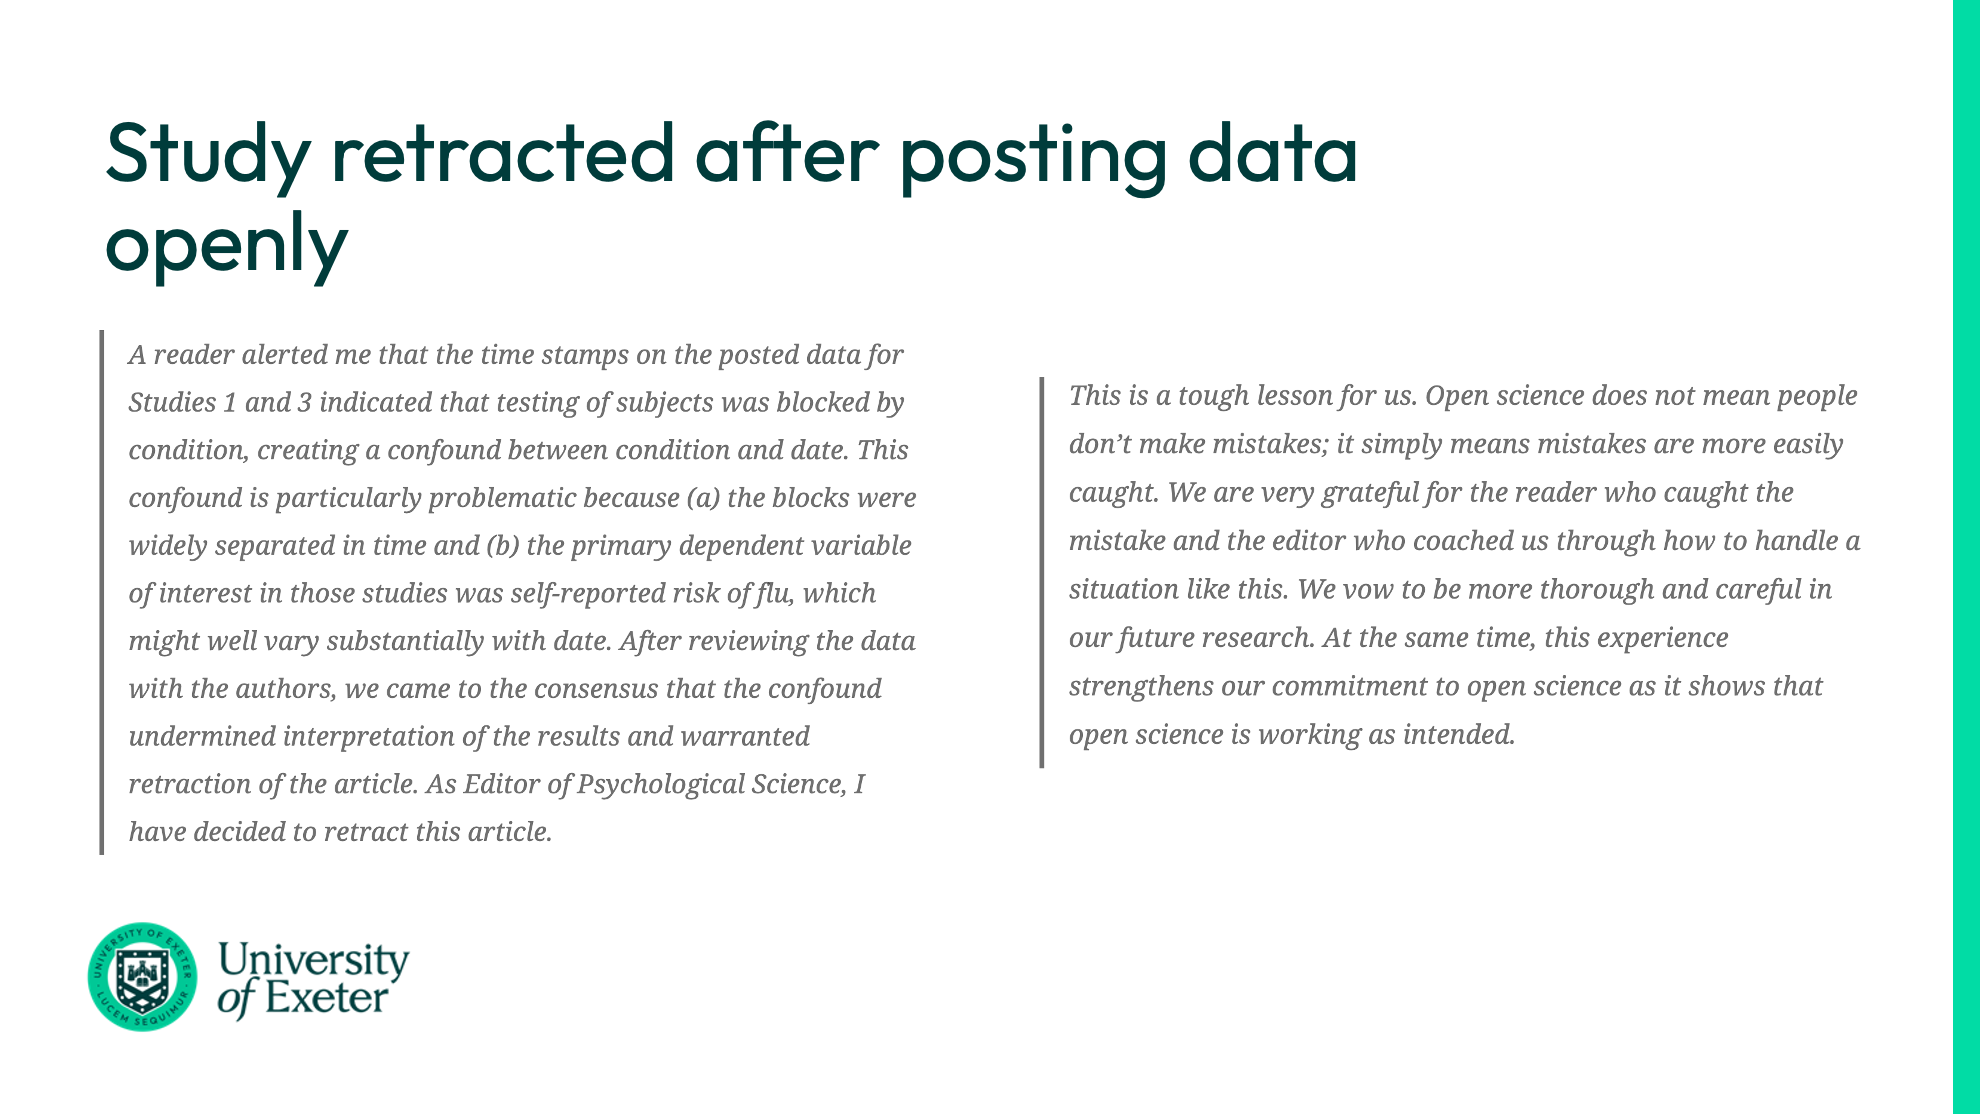 Study retracted after posting data
openly
A reader alerted me that the time stamps on the posted data for
Studies 1 and 3 indicated that testing of subjects was blocked by
condition, creating a confound between condition and date. This
confound is particularly problematic because (a) the blocks were
widely separated in time and (b) the primary dependent variable
of interest in those studies was self-reported risk of flu, which
might well vary substantially with date. After reviewing the data
with the authors, we came to the consensus that the confound
undermined interpretation of the results and warranted
retraction of the article. As Editor of Psychological Science, I
have decided to retract this article.
This is a tough lesson for us. Open science does not mean people
don’t make mistakes; it simply means mistakes are more easily
caught. We are very grateful for the reader who caught the
mistake and the editor who coached us through how to handle a
situation like this. We vow to be more thorough and careful in
our future research. At the same time, this experience
strengthens our commitment to open science as it shows that
open science is working as intended.
UNIVERSITY OF EXETER
LUCEM SEQUIMUR
University
of Exeter